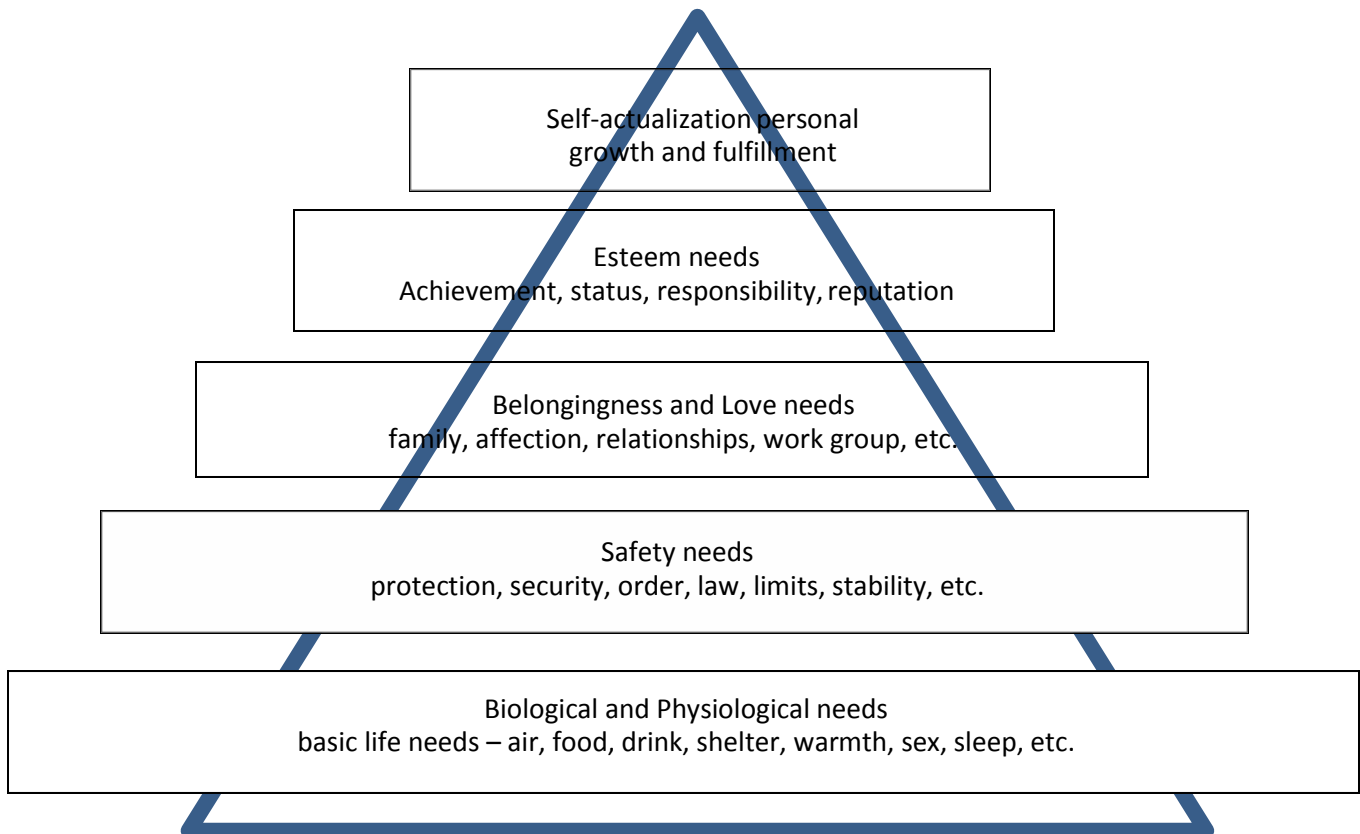 Self-actualization personal
growth and fulfillment
Esteem needs
Achievement, status, responsibility, reputation
Belongingness and Love needs
family, affection, relationships, work group, etc.
Safety needs
protection, security, order, law, limits, stability, etc.
Biological and Physiological needs
basic life needs – air, food, drink, shelter, warmth, sex, sleep, etc.